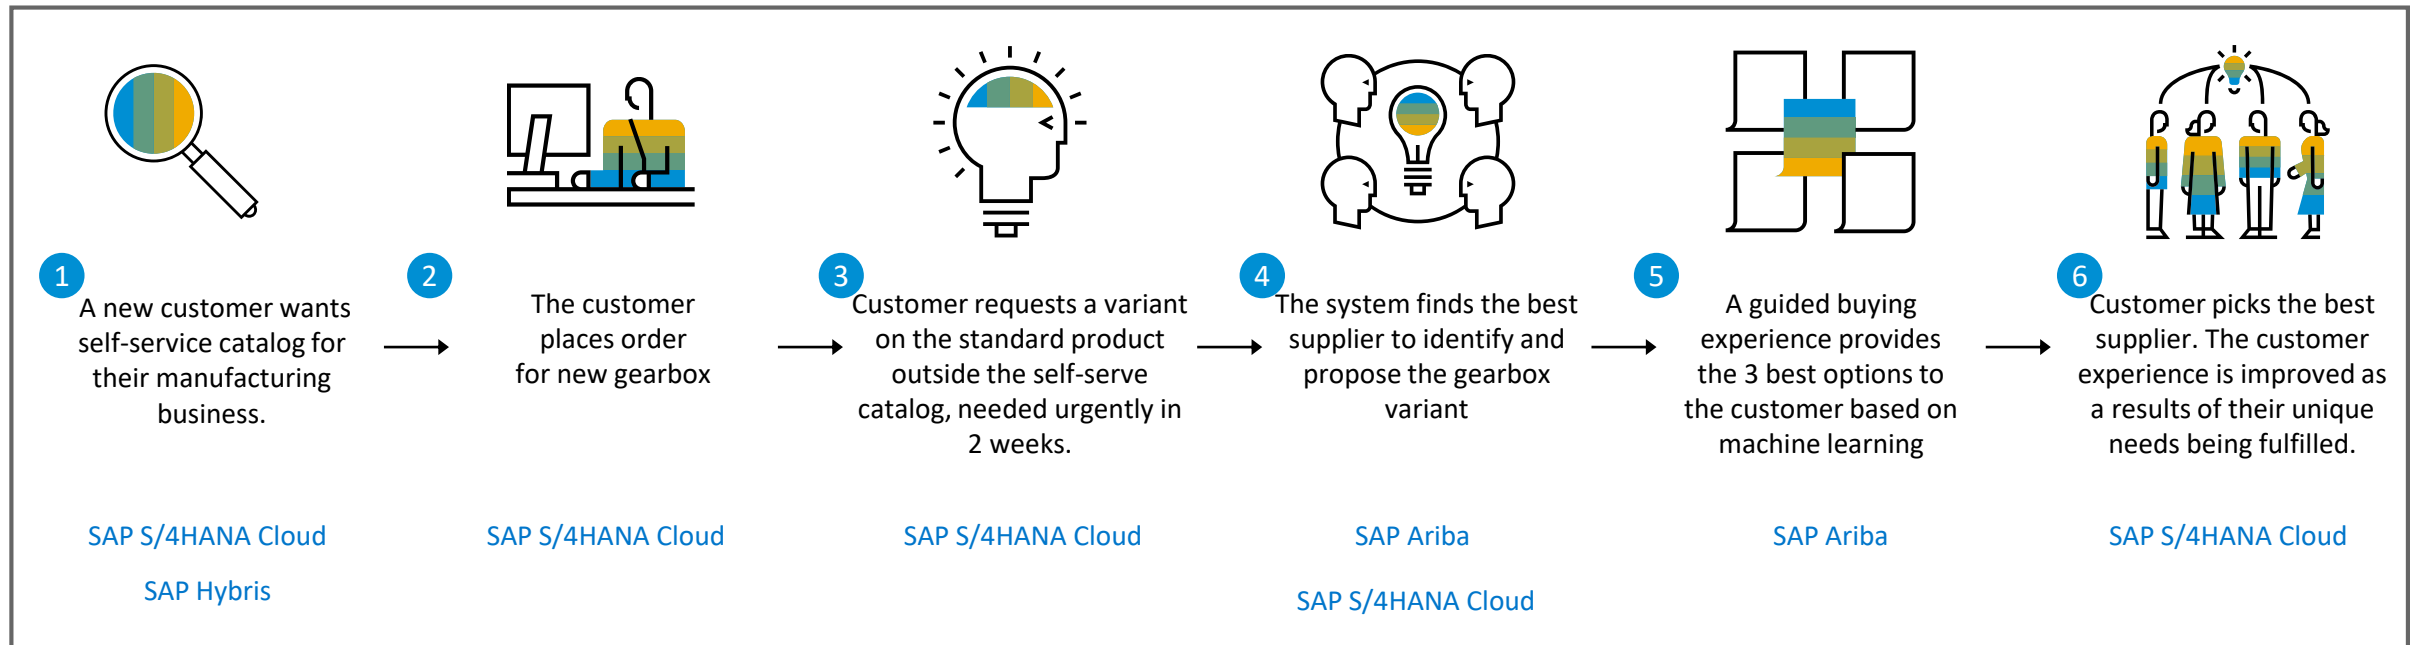 1
A new customer wants
self-service catalog for
their manufacturing
business.
SAP S/4HANA Cloud
SAP Hybris
2
The customer
places order
for new gearbox
SAP S/4HANA Cloud
3
Customer requests a variant
on the standard product
outside the self-serve
catalog, needed urgently in
2 weeks.
SAP S/4HANA Cloud
4
The system finds the best
supplier to identify and
propose the gearbox
variant
SAP Ariba
SAP S/4HANA Cloud
5
A guided buying
experience provides
the 3 best options to
the customer based on
machine learning
SAP Ariba
6
Customer picks the best
supplier. The customer
experience is improved as
a results of their unique
needs being fulfilled.
SAP S/4HANA Cloud